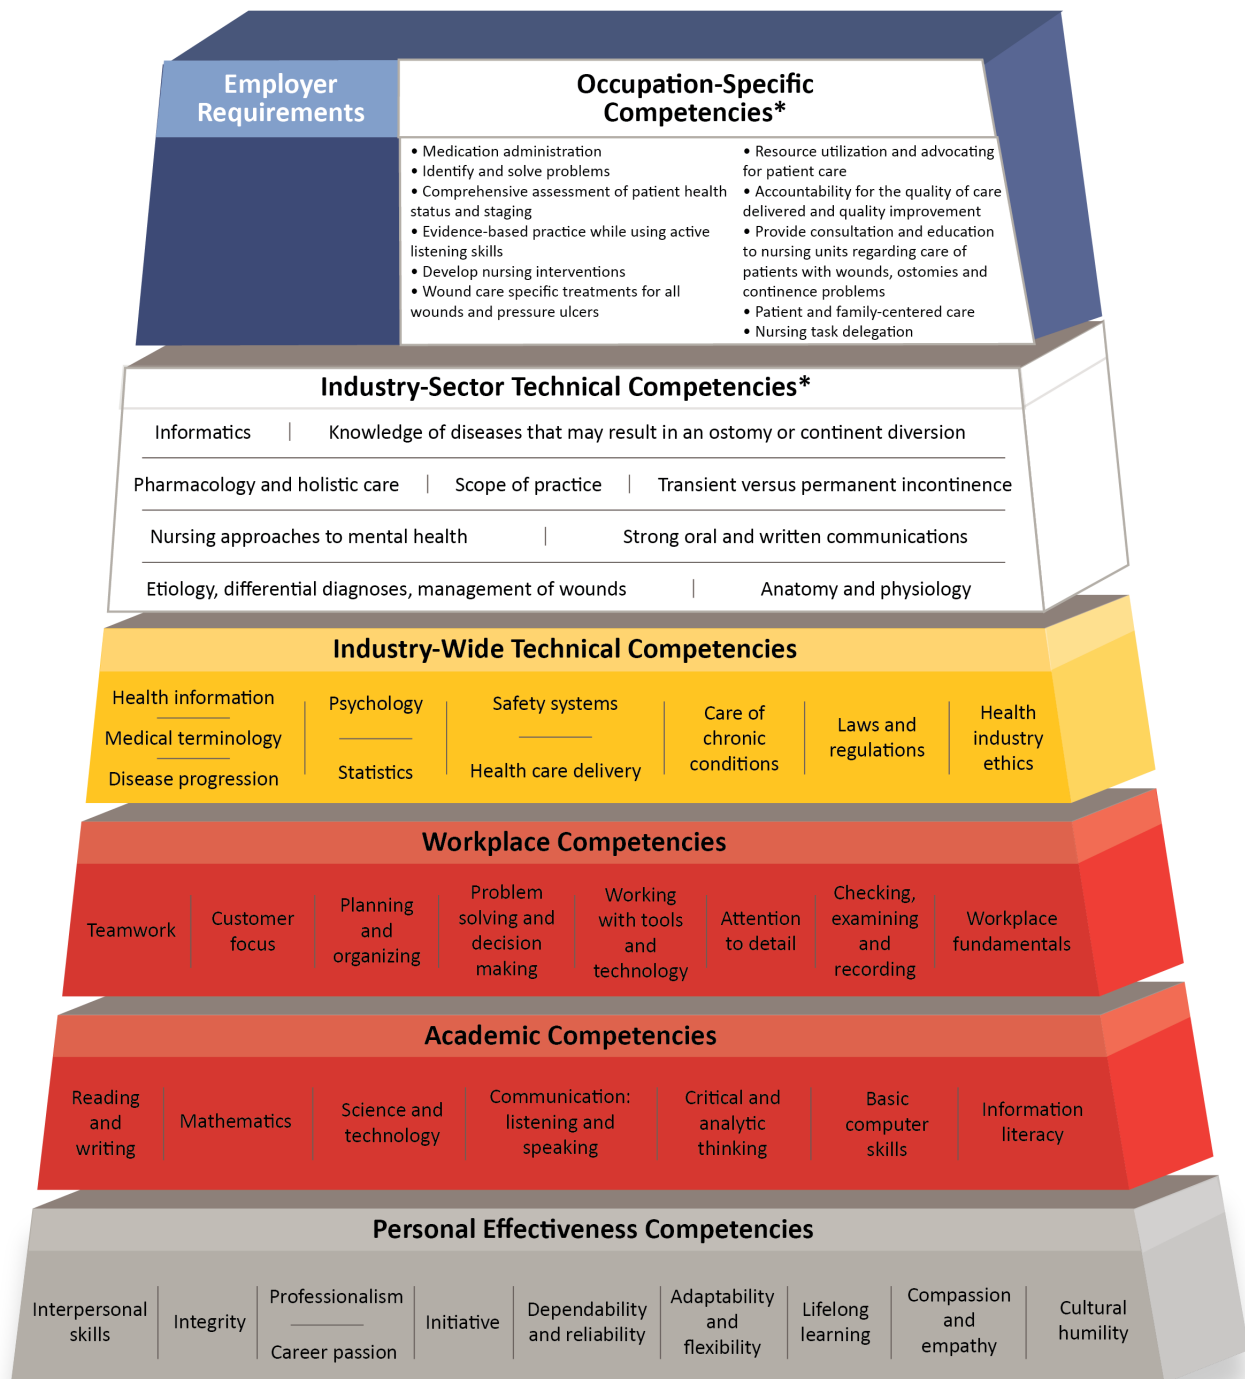 Employer
Requirements
Occupation-Specific
Competencies*
• Medication administration
• Identify and solve problems
• Comprehensive assessment of patient health
status and staging
• Evidence-based practice while using active
listening skills
• Develop nursing interventions
• Wound care specific treatments for all
wounds and pressure ulcers
• Resource utilization and advocating
for patient care
• Accountability for the quality of care
delivered and quality improvement
• Provide consultation and education
to nursing units regarding care of
patients with wounds, ostomies and
continence problems
• Patient and family-centered care
• Nursing task delegation
Industry-Sector Technical Competencies*
Informatics | Knowledge of diseases that may result in an ostomy or continent diversion
Pharmacology and holistic care | Scope of practice | Transient versus permanent incontinence
Nursing approaches to mental health | Strong oral and written communications
Etiology, differential diagnoses, management of wounds | Anatomy and physiology
Industry-Wide Technical Competencies
Health information
Medical terminology
Disease progression
Psychology
Statistics
Safety systems
Health care delivery
Care of
chronic
conditions
Laws and
regulations
Health
industry
ethics
Workplace Competencies
Teamwork
Customer
focus
Planning
and
organizing
Problem
solving and
decision
making
Working
with tools
and
technology
Attention
to detail
Checking,
examining
and
recording
Workplace
fundamentals
Academic Competencies
Reading
and
writing
Mathematics
Science and
technology
Communication:
listening and
speaking
Critical and
analytic
thinking
Basic
computer
skills
Information
literacy
Personal Effectiveness Competencies
Interpersonal
skills
Integrity
Professionalism
Career passion
Initiative
Dependability
and reliability
Adaptability
and
flexibility
Lifelong
learning
Compassion
and
empathy
Cultural
humility